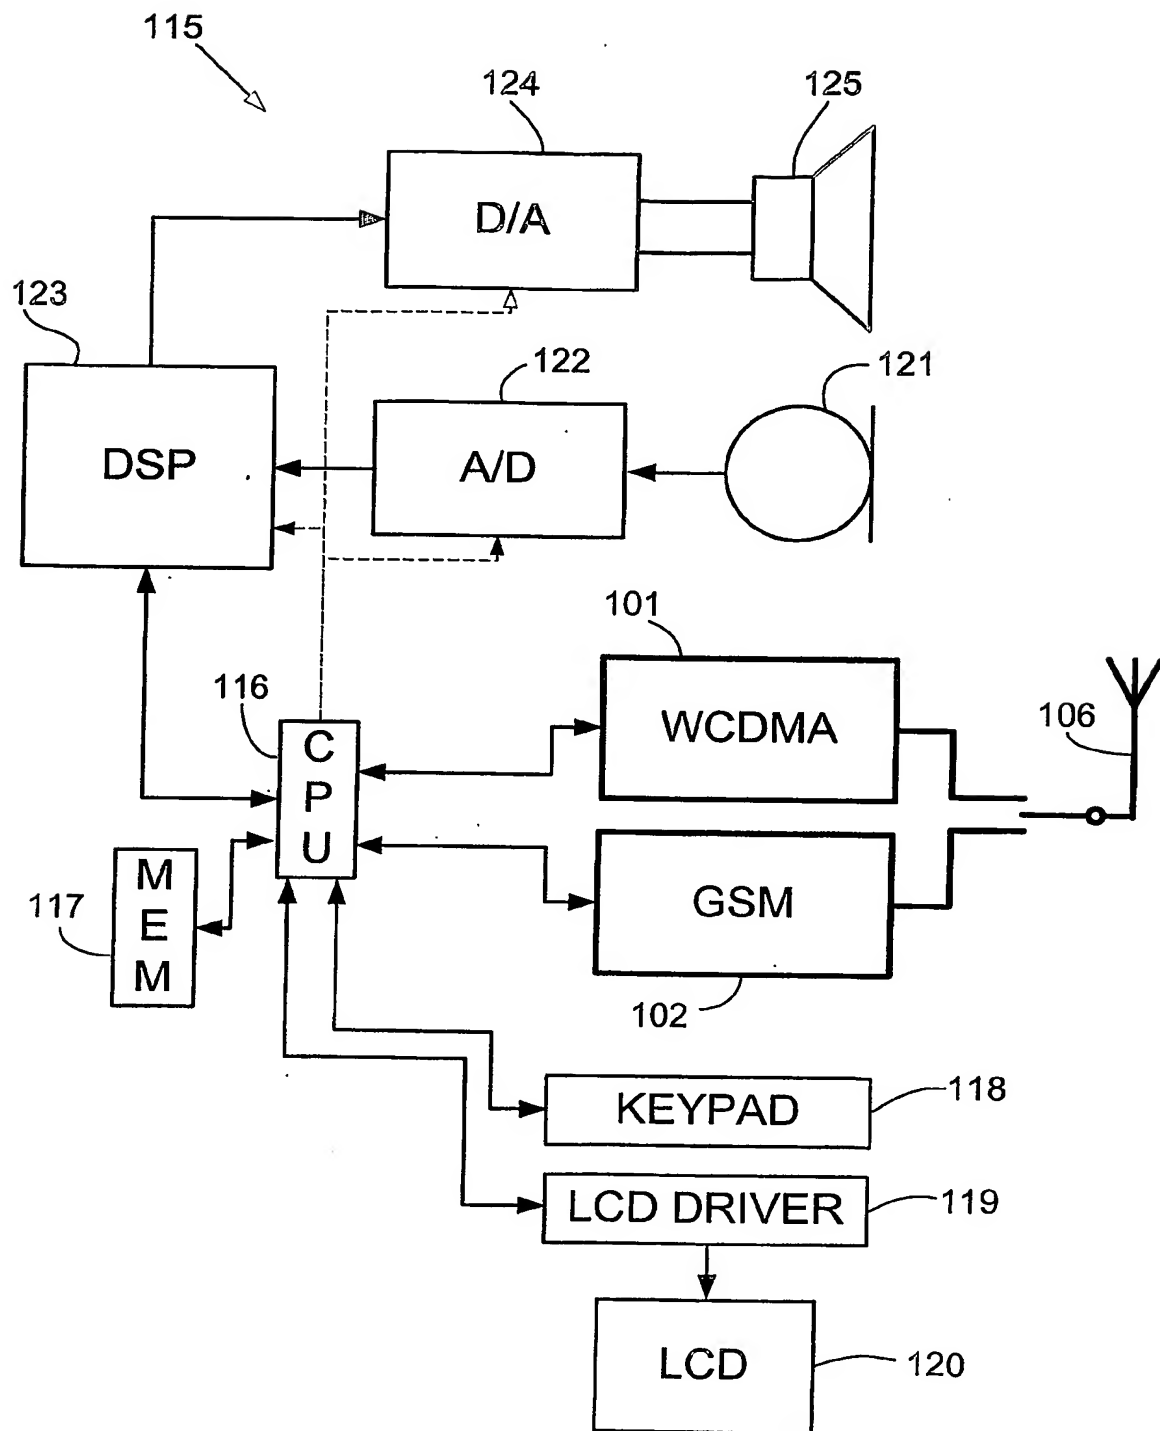 115
124
125
D/A
123
122
121
DSP
A/D
101
116
WCDMA
106
C
P
U
GSM
117
M
E
M
102
KEYPAD
118
LCD DRIVER
119
LCD
120